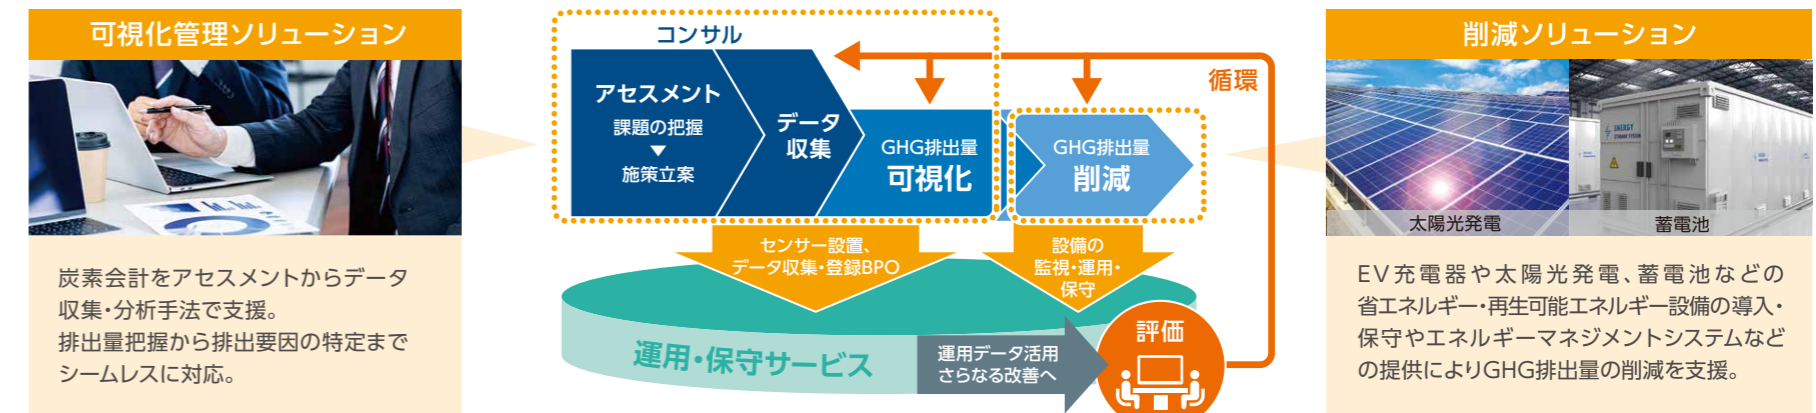 可視化管理ソリューション
炭素会計をアセスメントからデータ
収集・分析手法で支援。
排出量把握から排出要因の特定まで
シームレスに対応。
コンサル
アセスメント
課題の把握
▼
施策立案
データ
収集
GHG排出量
可視化
GHG排出量
削減
循環
センサー設置、
データ収集・登録BPO
設備の
監視・運用・
保守
運用・保守サービス
運用データ活用
さらなる改善へ
評価
削減ソリューション
ENERGY
STORAGE SYSTEM
太陽光発電
蓄電池
EV充電器や太陽光発電、蓄電池などの
省エネルギー・再生可能エネルギー設備の導入・
保守やエネルギーマネジメントシステムなど
の提供によりGHG排出量の削減を支援。